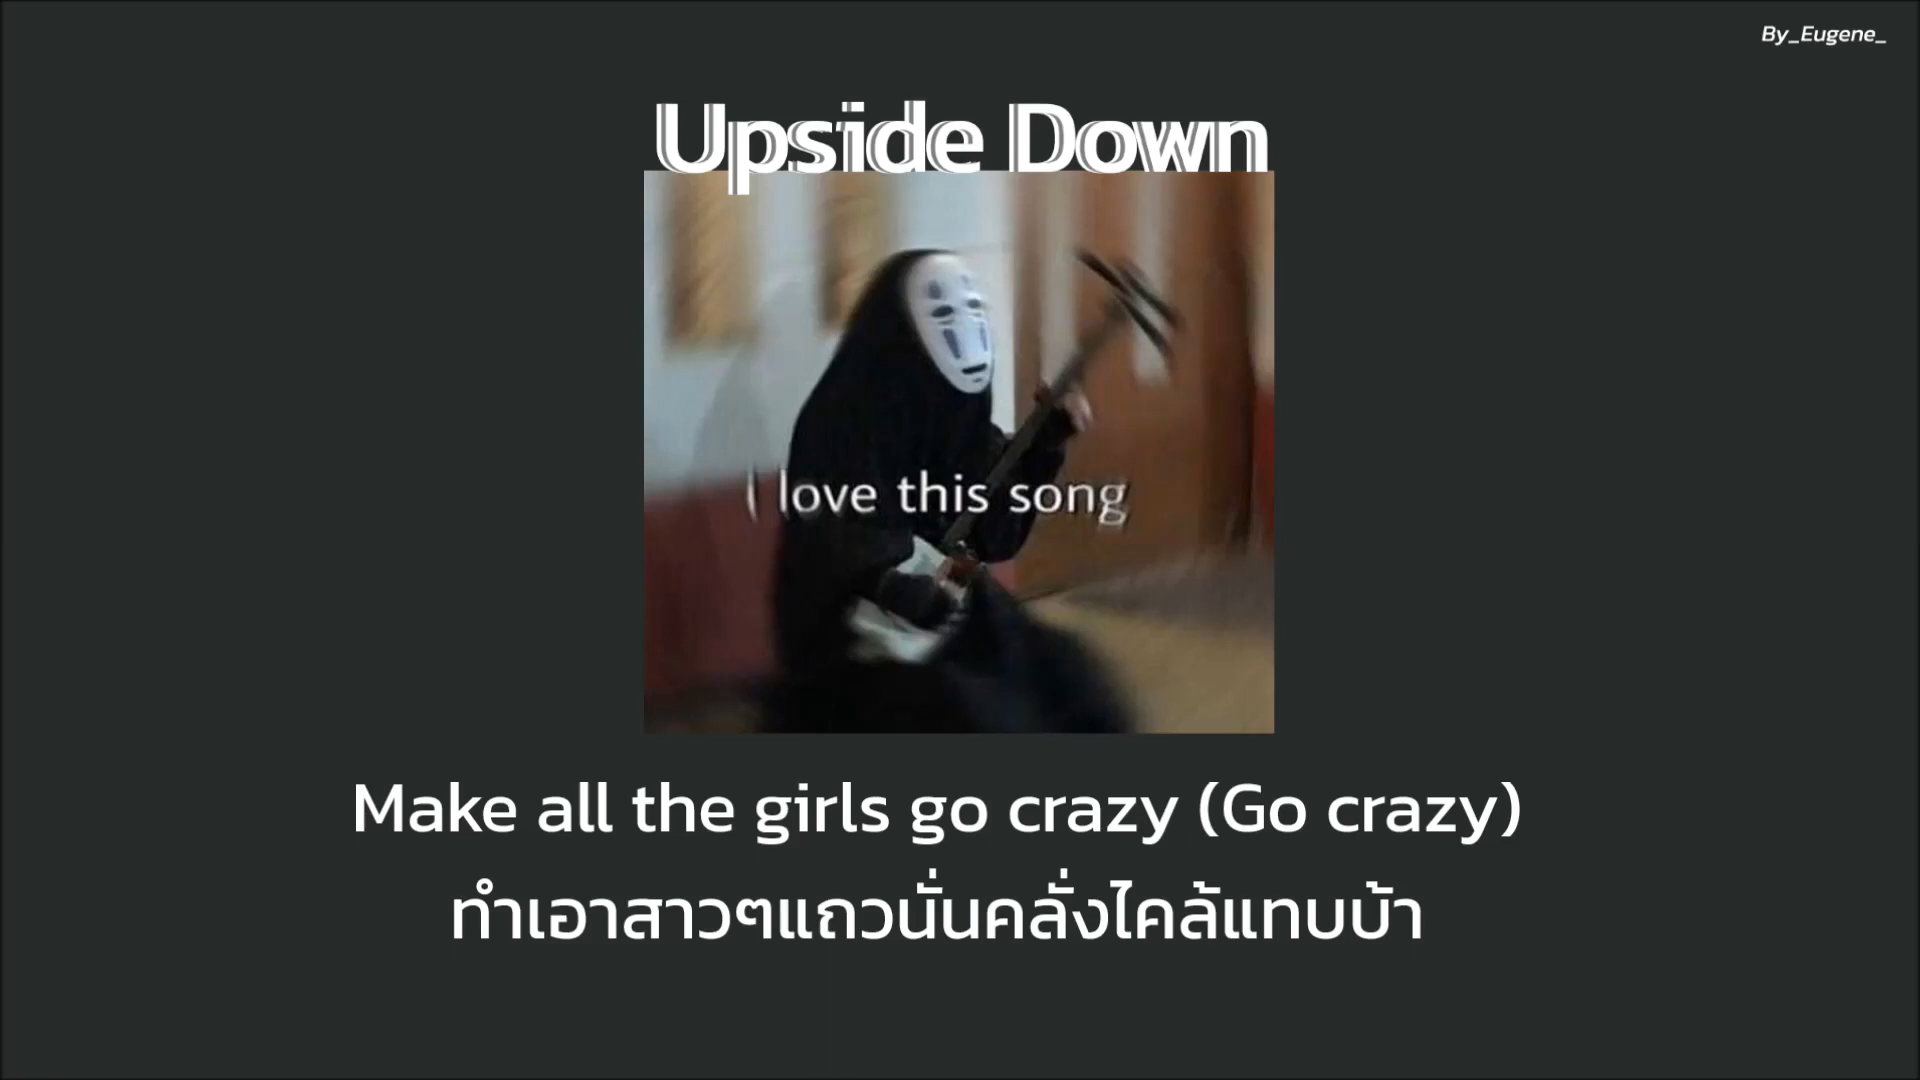 By_Eugene_
Upside Down
I love this song
Make all the girls go crazy (Go crazy)
ทำเอาสาวๆแถวนั่นคลั่งไคล้แทบบ้า